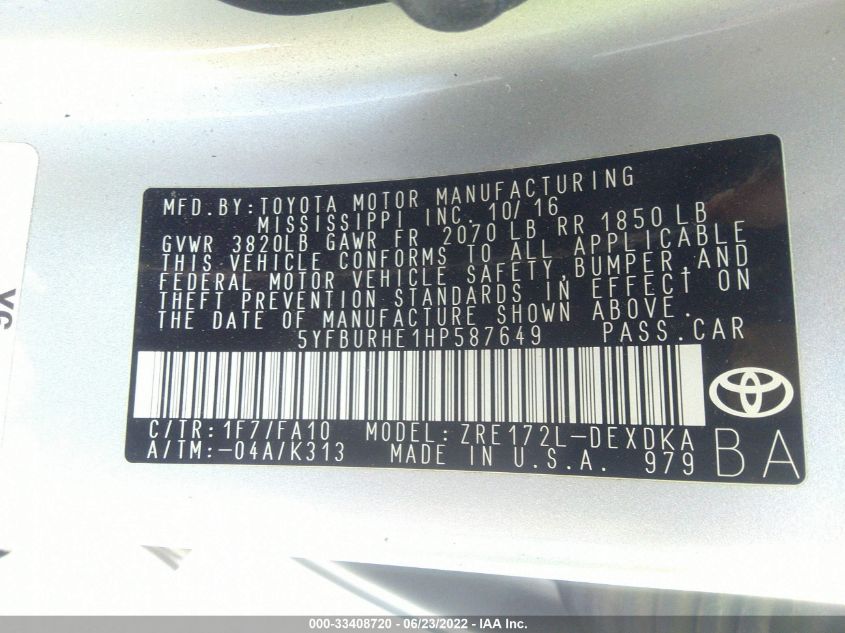 MFD.BY:TOYOTA MOTOR MANUFACTURING
MISSISSIPPI INC. 10/16
GVWR 3820LB GAWR FR 2070 LB RR 1850 LB
THIS VEHICLE CONFORMS TO ALL APPLICABLE
FEDERAL MOTOR VEHICLE SAFETY,BUMPER,AND
THEFT PREVENTION STANDARDS IN EFFECT ON
THE DATE OF MANUFACTURE SHOWN ABOVE.
5YFBURHE1HP587649 PASS.CAR
C/TR:1F7/FA10 MODEL:ZRE172L-DEXDKA
A/TM:-04A/K313 MADE IN U.S.A. 979 BA
000-33408720 - 06/23/2022 - IAA Inc.